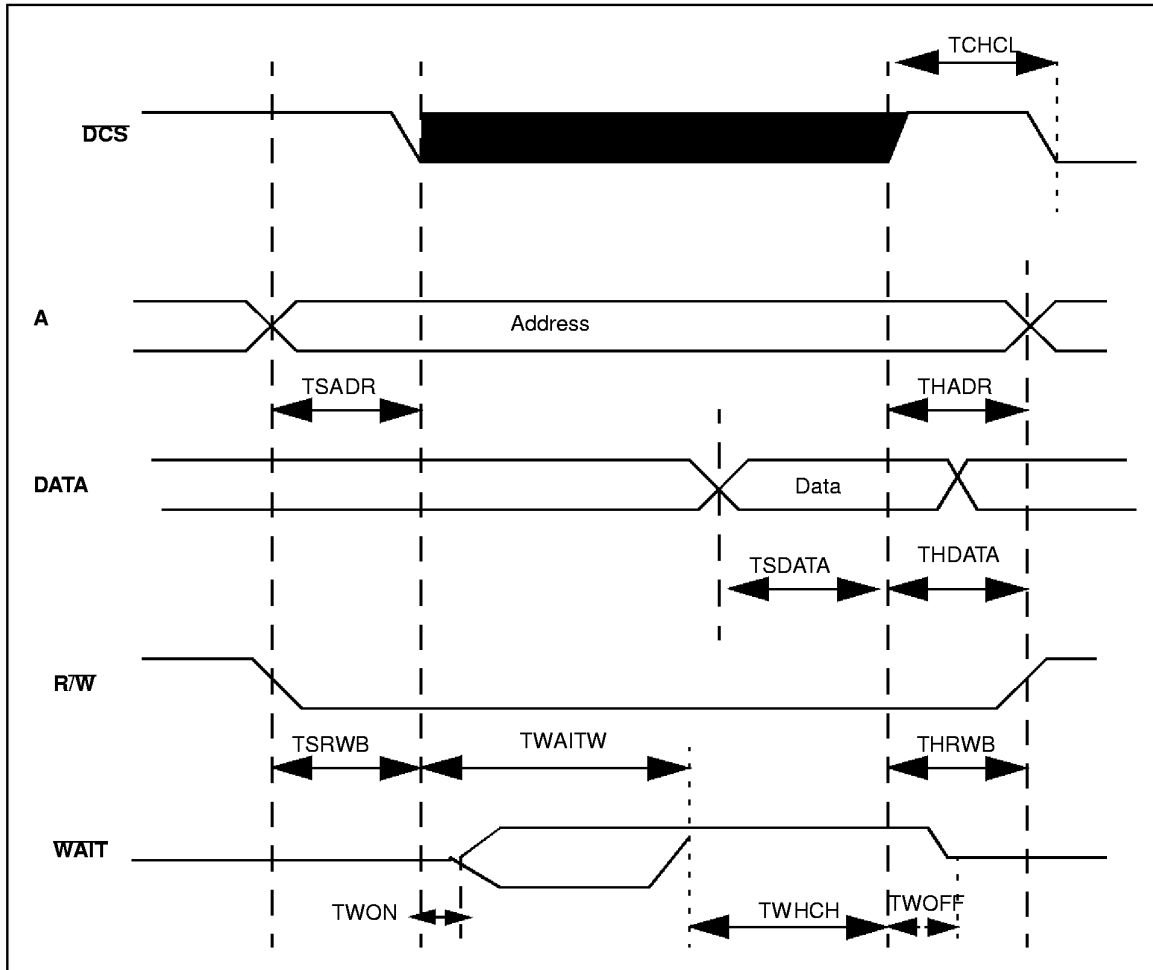 TCHCL
DCS
A
Address
TSADR
THADR
DATA
Data
TSDATA
THDATA
R/W
TSRWB
TWAITW
THRWB
WAIT
TWON
TWHCH
TWOFF